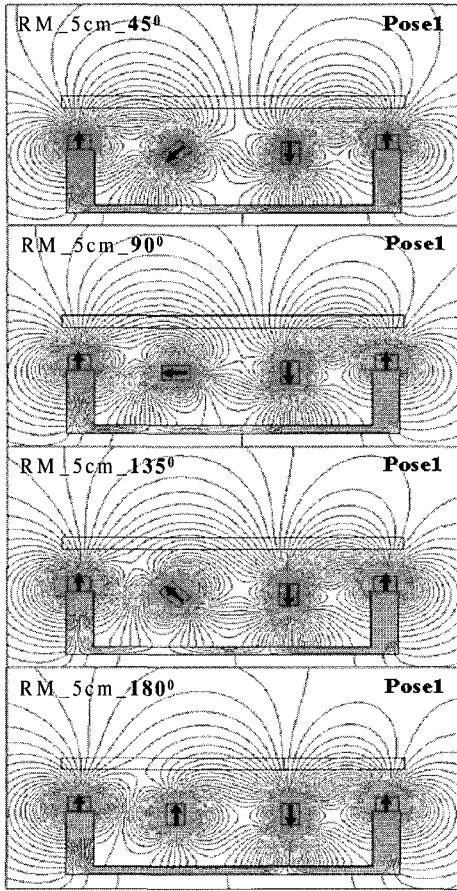 RM_5cm_45⁰ Pose1
RM_5cm_90⁰ Pose1
RM_5cm_135⁰ Pose1
RM_5cm_180⁰ Pose1